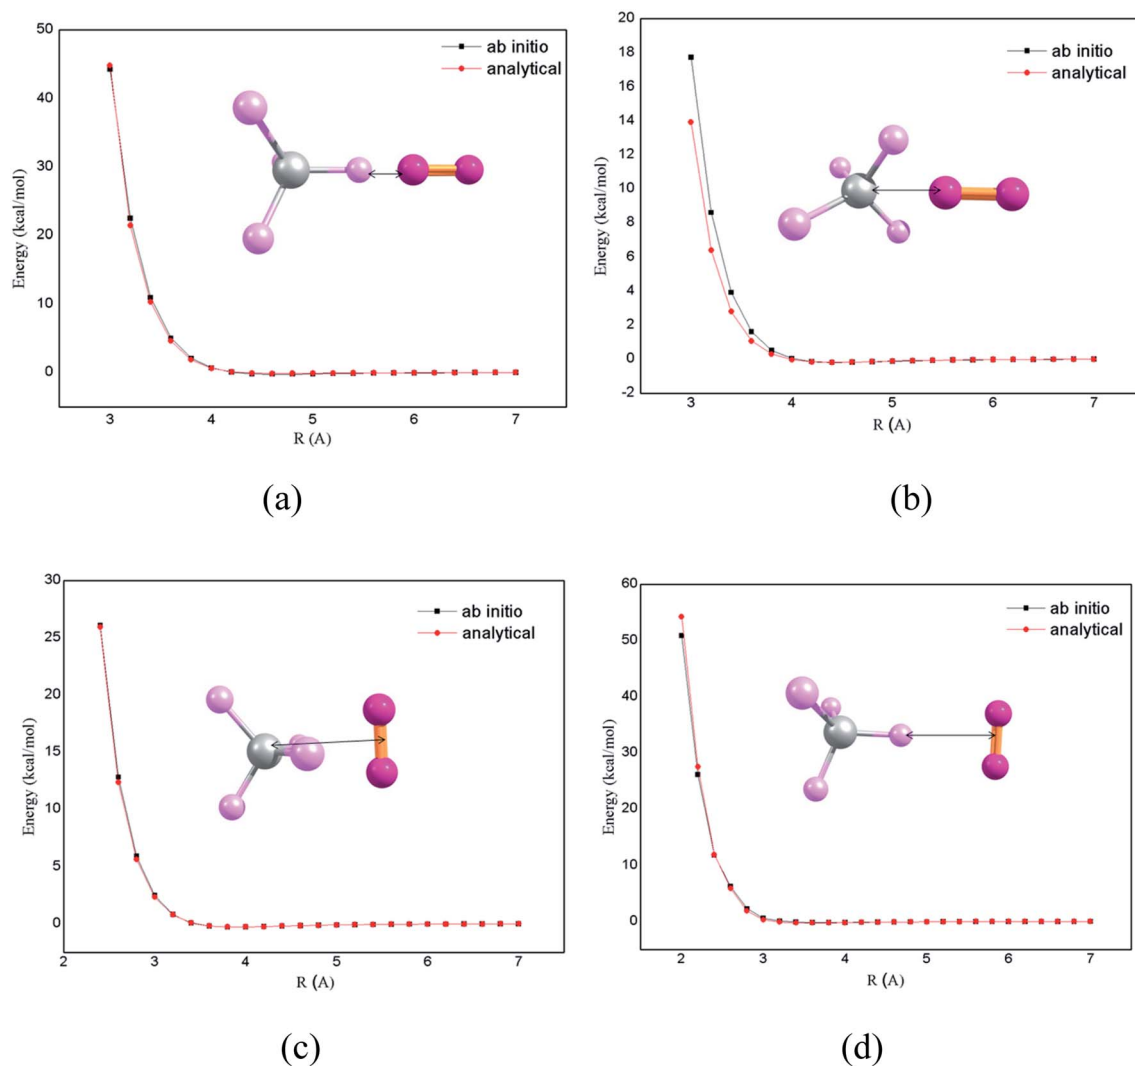 50
40
30
20
10
0
Energy (kcal/mol)
ab initio
analytical
3 4 5 6 7
R (A)
(a)
20
18
16
14
12
10
8
6
4
2
0
-2
Energy (kcal/mol)
ab initio
analytical
3 4 5 6 7
R (A)
(b)
30
25
20
15
10
5
0
Energy (kcal/mol)
ab initio
analytical
2 3 4 5 6 7
R (A)
(c)
60
50
40
30
20
10
0
Energy (kcal/mol)
ab initio
analytical
2 3 4 5 6 7
R (A)
(d)